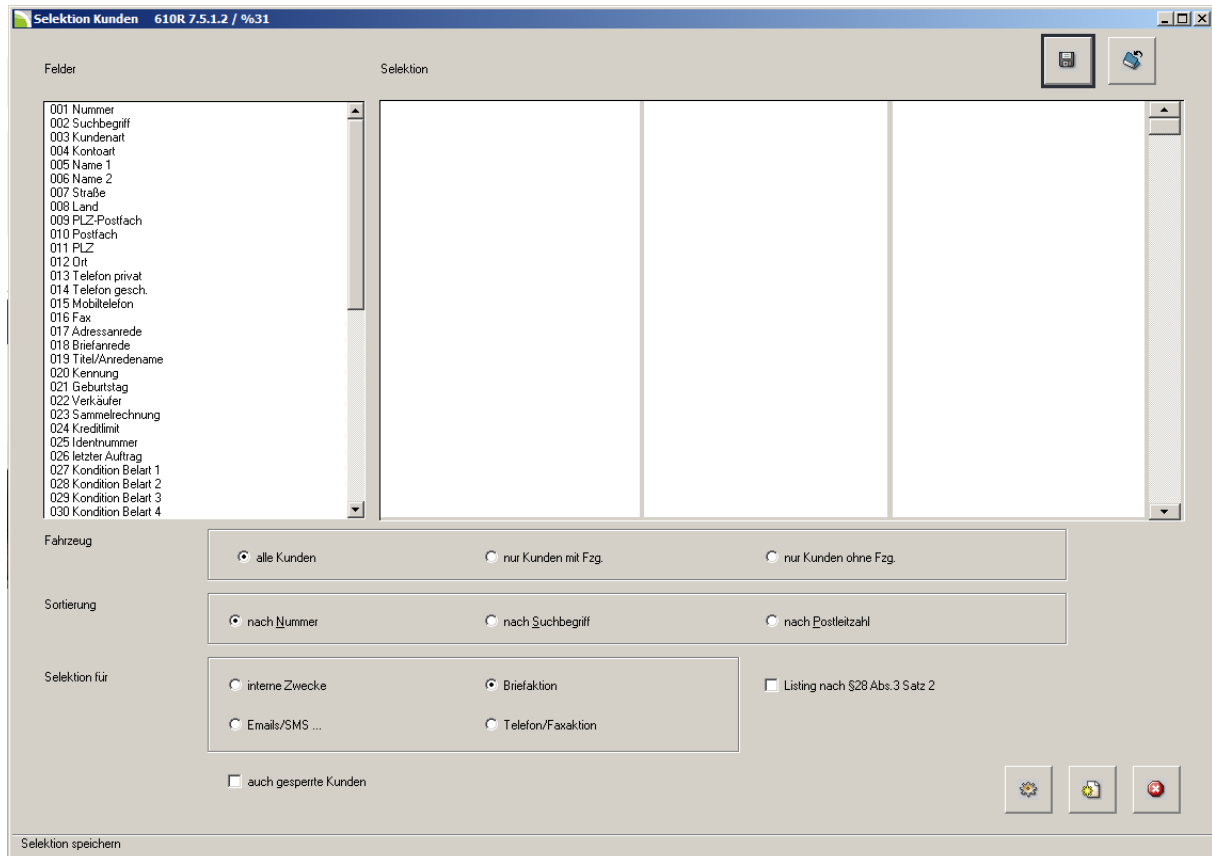 Selektion Kunden 610R 7.5.1.2 / %31
Felder
Selektion
001 Nummer
002 Suchbegriff
003 Kundenart
004 Kontoart
005 Name 1
006 Name 2
007 Straße
008 Land
009 PLZ-Postfach
010 Postfach
011 PLZ
012 Ort
013 Telefon privat
014 Telefon gesch.
015 Mobiltelefon
016 Fax
017 Adressanrede
018 Briefanrede
019 Titel/Anredename
020 Kennung
021 Geburtstag
022 Verkäufer
023 Sammelrechnung
024 Kreditlimit
025 Identnummer
026 letzter Auftrag
027 Kondition Belart 1
028 Kondition Belart 2
029 Kondition Belart 3
030 Kondition Belart 4
Fahrzeug
alle Kunden
nur Kunden mit Fzg.
nur Kunden ohne Fzg.
Sortierung
nach Nummer
nach Suchbegriff
nach Postleitzahl
Selektion für
interne Zwecke
Briefaktion
Listing nach §28 Abs.3 Satz 2
Emails/SMS ...
Telefon/Faxaktion
auch gesperrte Kunden
Selektion speichern